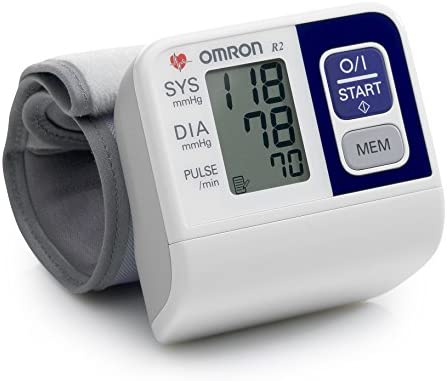 OMRON R2
SYS
mmHg
118
DIA
mmHg
78
PULSE
/min
70
O/I
START
MEM